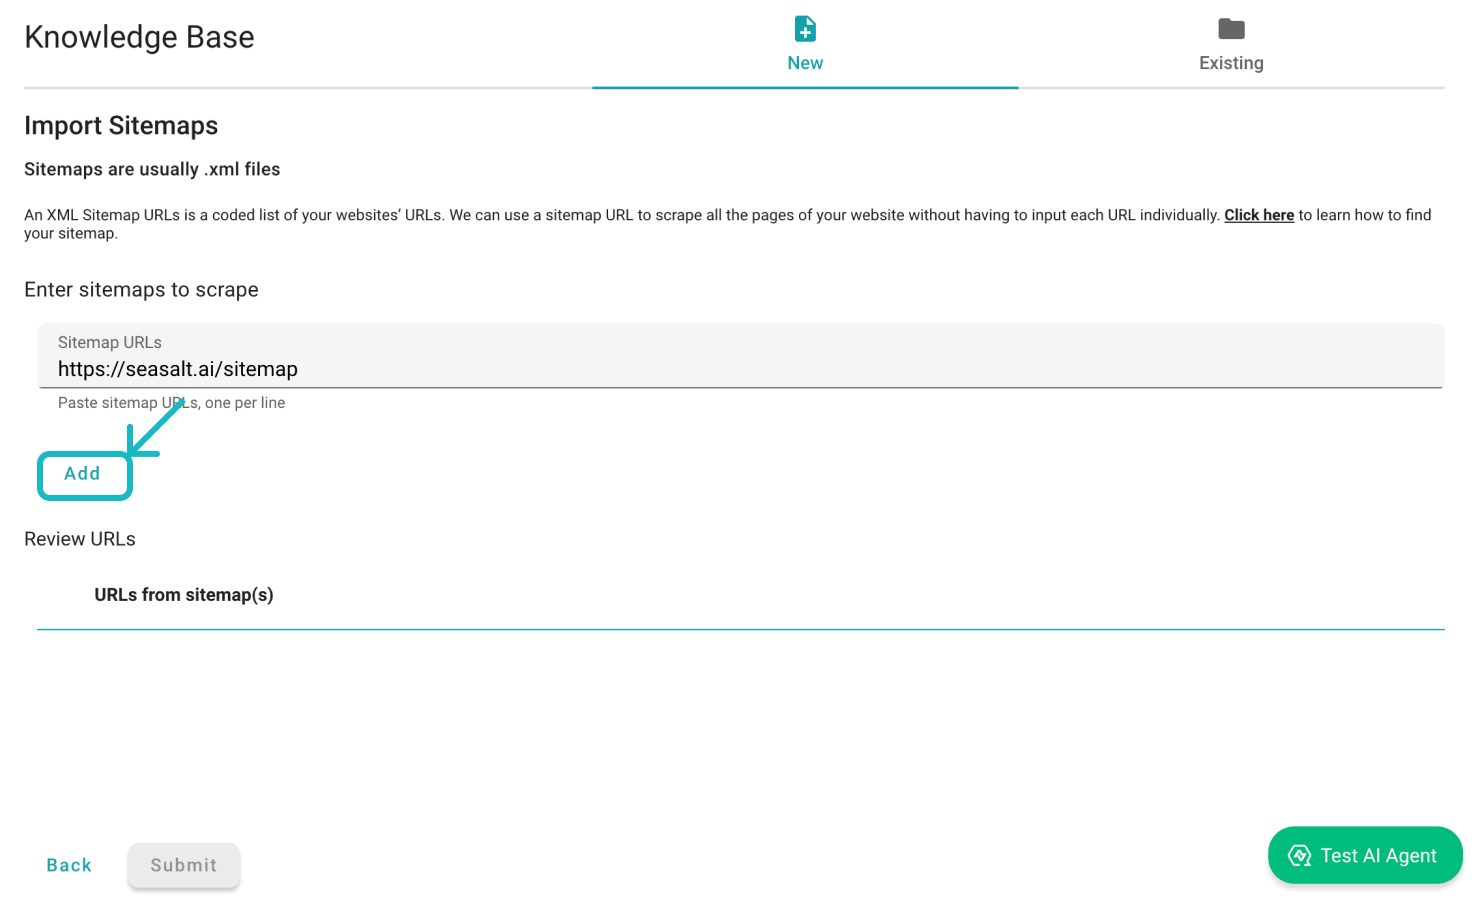 Knowledge Base
New
Existing
Import Sitemaps
Sitemaps are usually .xml files
An XML Sitemap URLs is a coded list of your websites’ URLs. We can use a sitemap URL to scrape all the pages of your website without having to input each URL individually. Click here to learn how to find
your sitemap.
Enter sitemaps to scrape
Sitemap URLs
https://seasalt.ai/sitemap
Paste sitemap URLs, one per line
Add
Review URLs
URLs from sitemap(s)
Back
Submit
Test AI Agent